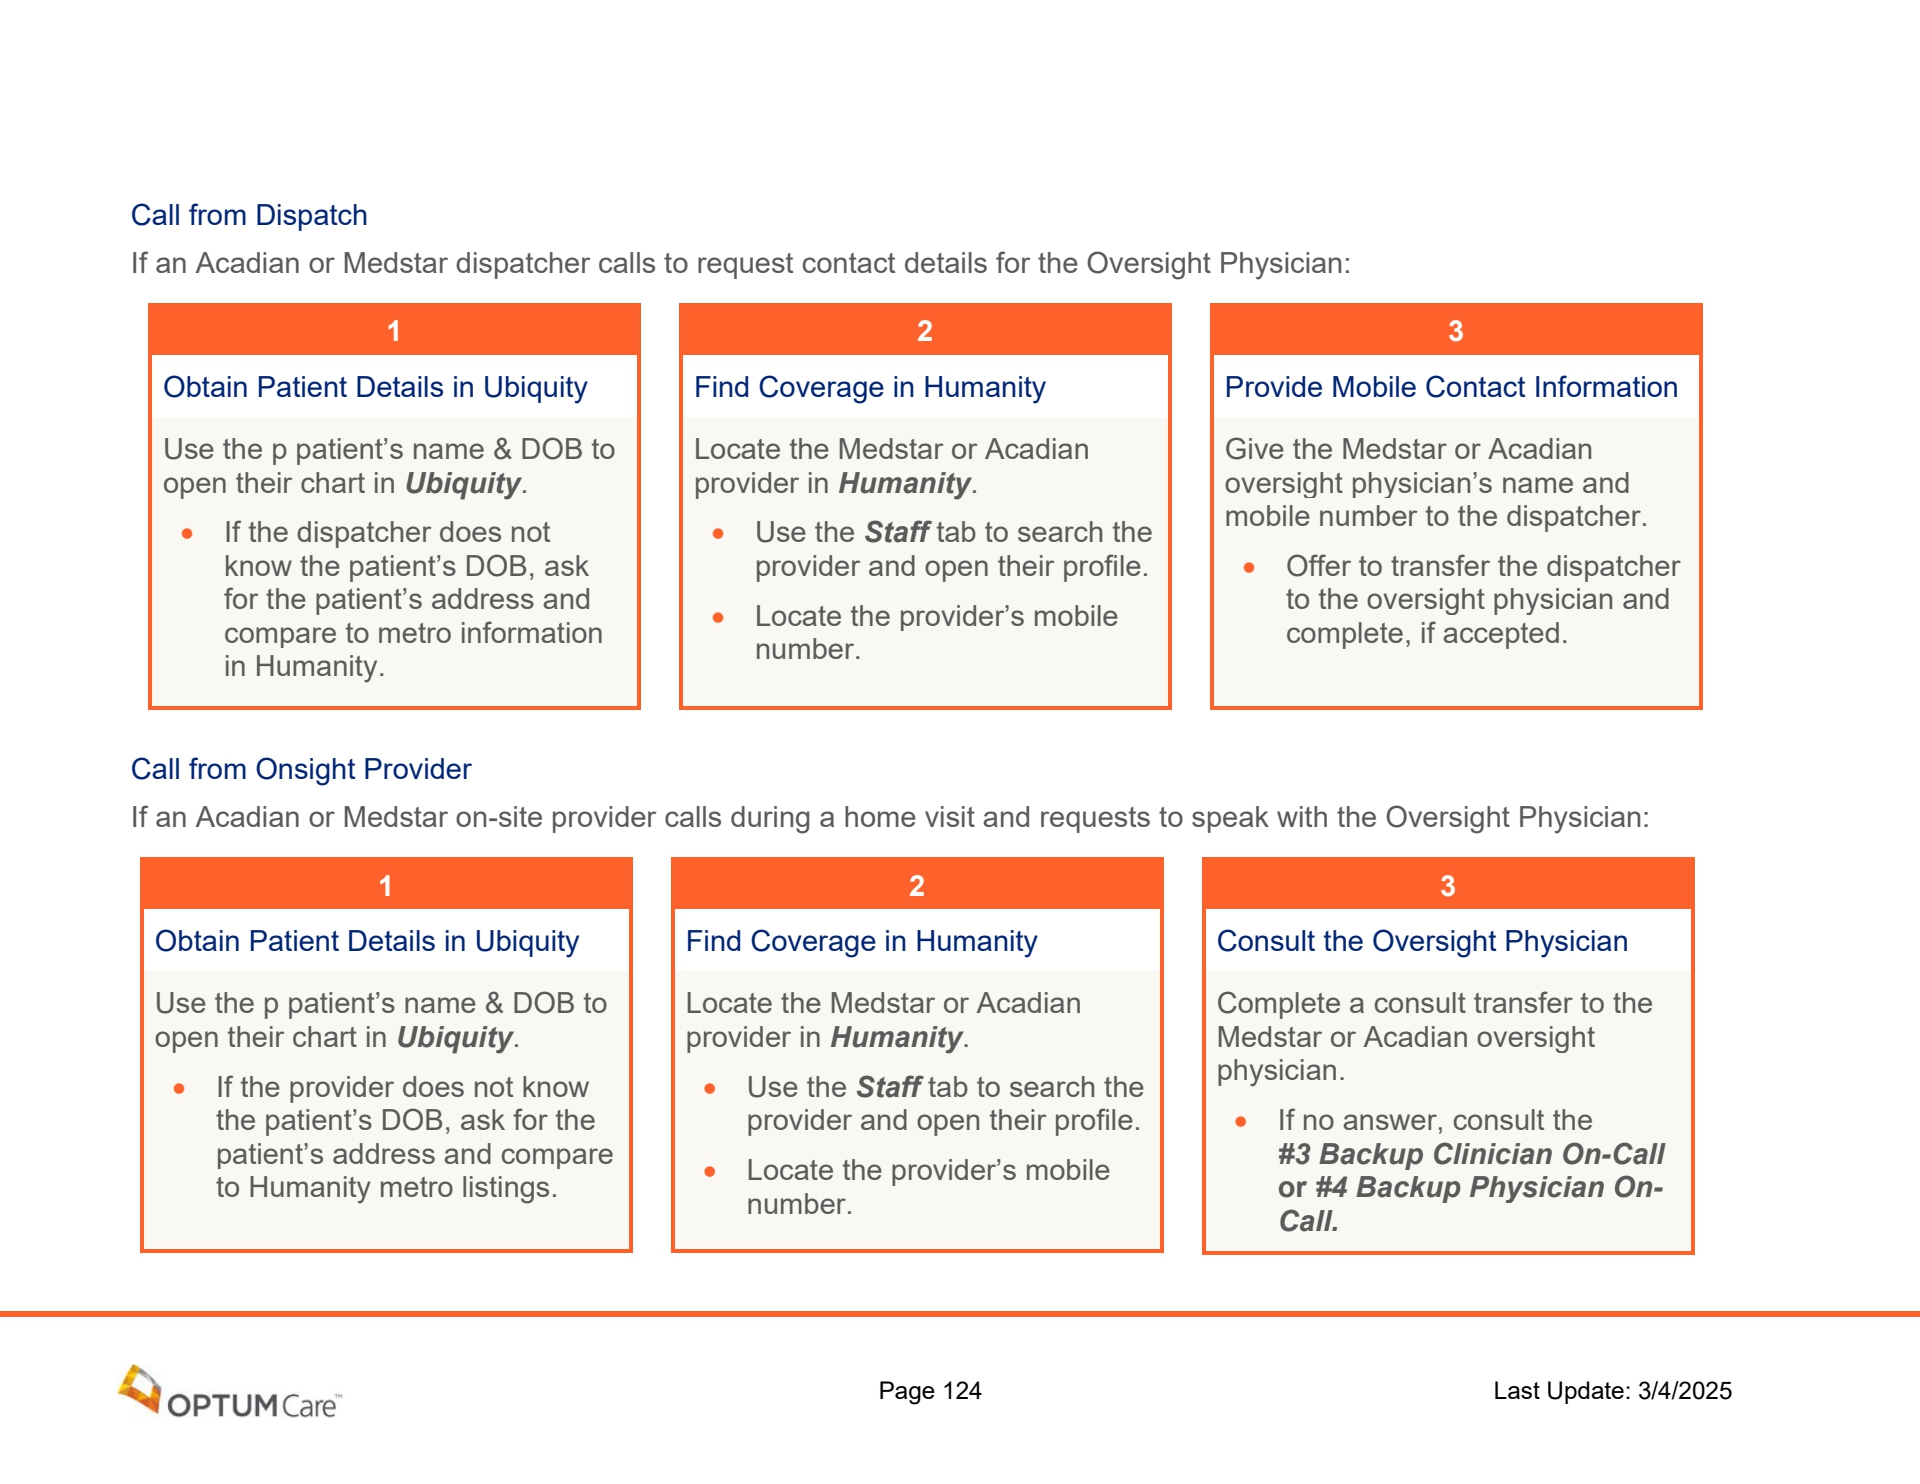 Call from Dispatch
If an Acadian or Medstar dispatcher calls to request contact details for the Oversight Physician:
1
Obtain Patient Details in Ubiquity
Use the p patient’s name & DOB to
open their chart in Ubiquity.
• If the dispatcher does not
know the patient’s DOB, ask
for the patient’s address and
compare to metro information
in Humanity.
2
Find Coverage in Humanity
Locate the Medstar or Acadian
provider in Humanity.
• Use the Staff tab to search the
provider and open their profile.
• Locate the provider’s mobile
number.
3
Provide Mobile Contact Information
Give the Medstar or Acadian
oversight physician’s name and
mobile number to the dispatcher.
• Offer to transfer the dispatcher
to the oversight physician and
complete, if accepted.
Call from Onsight Provider
If an Acadian or Medstar on-site provider calls during a home visit and requests to speak with the Oversight Physician:
1
Obtain Patient Details in Ubiquity
Use the p patient’s name & DOB to
open their chart in Ubiquity.
• If the provider does not know
the patient’s DOB, ask for the
patient’s address and compare
to Humanity metro listings.
2
Find Coverage in Humanity
Locate the Medstar or Acadian
provider in Humanity.
• Use the Staff tab to search the
provider and open their profile.
• Locate the provider’s mobile
number.
3
Consult the Oversight Physician
Complete a consult transfer to the
Medstar or Acadian oversight
physician.
• If no answer, consult the
#3 Backup Clinician On-Call
or #4 Backup Physician On-
Call.
OPTUMCare™
Page 124
Last Update: 3/4/2025